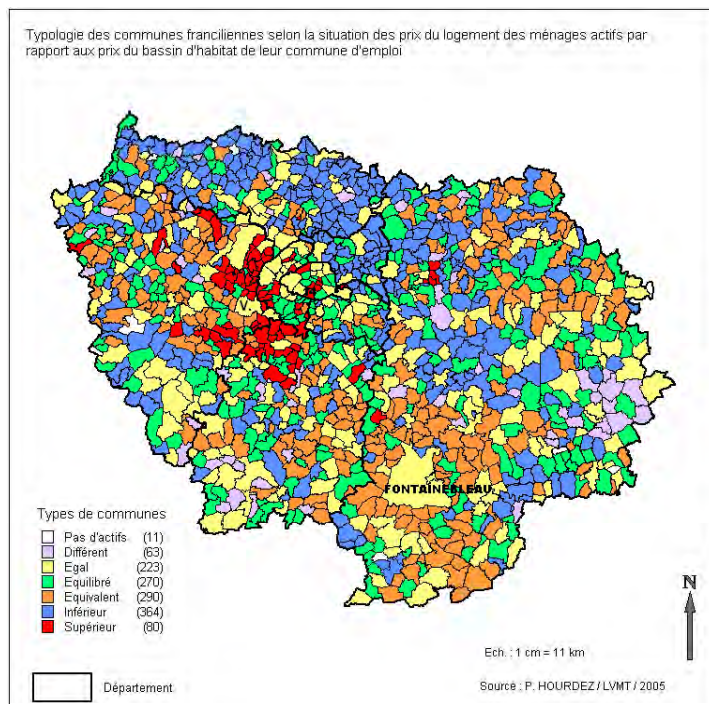 Typologie des communes franciliennes selon la situation des prix du logement des ménages actifs par
rapport aux prix du bassin d'habitat de leur commune d'emploi
FONTAINEBLEAU
Types de communes
Pas d'actifs (11)
Différent (63)
Egal (223)
Equilibré (270)
Equivalent (290)
Inférieur (364)
Supérieur (80)
N
Ech. : 1 cm = 11 km
Département
Source : P. HOURDEZ / LVMT / 2005